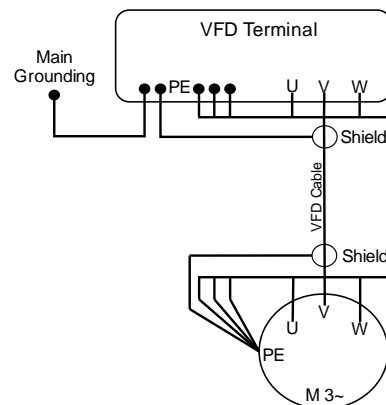 VFD Terminal
Main
Grounding
PE
U
V
W
Shield
VFD Cable
Shield
U
V
W
PE
M 3~